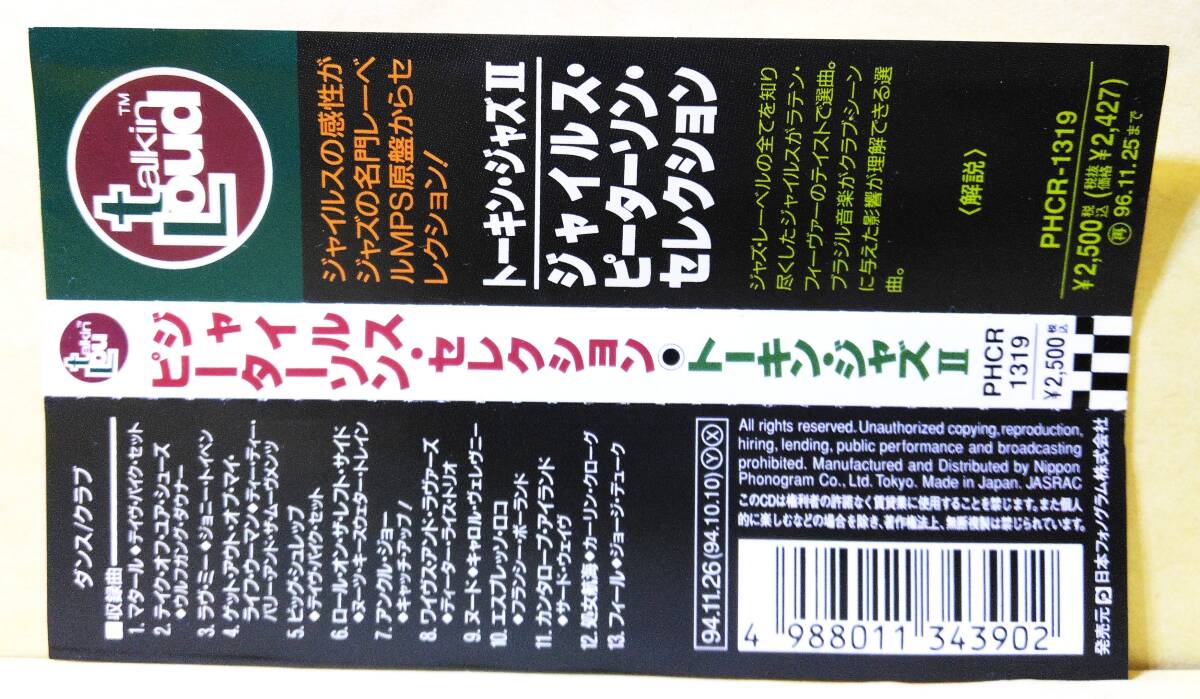 talkin
Loud
TM
ジャイルスの感性が
ジャズの名門レーベ
ルMPS原盤からセ
レクション!
トーキン・ジャズII
ジャイルス・
ピーターソン・
セレクション
ジャズ・レーベルの全てを知り
尽くしたジャイルスがラテン・
フィーヴァーのテイストで選曲。
ブラジル音楽がクラブ・シーン
に与えた影響が理解できる選
曲。
〈解説〉
PHCR-1319
¥2,500税込(税抜価格¥2,427)
再 96.11.25まで
talkin
Loud
ジャイルス
ピーターソン・セレクション●トーキン・ジャズII
PHCR
1319
¥2,500税込
ダンス/クラブ
■収録曲
1. マタール◆デイヴ・パイク・セット
2. テイク・オフ・ユア・シューズ
◆ウルフガング・ダウナー
3. ラヴ・ミー◆ジョニー・トイペン
4. ゲット・アウト・オブ・マイ・
ライフ・ウーマン◆ティー・ティー・
バリー・アンド・ザ・ムーヴメンツ
5. ビッグ・シュレップ
◆デイヴ・パイク・セット
6. ロール・オン・ザ・レフト・サイド
◆ヌーツ・キースウェター・トレイン
7. アンクル・ジョー
◆キャッチ・アップ!
8. ワイヴス・アンド・ラヴァーズ
◆ディーター・ライス・トリオ
9. ヌード◆キャロル・ヴェレヴニー
10. エスプレッソ・ロコ
◆フランシー・ボーランド
11. カンタロープ・アイランド
◆サード・ウェイヴ
12. 処女航海◆カーリン・クローグ
13. フィール◆ジョージ・デューク
94.11.26 (94.10.10) Y X
All rights reserved. Unauthorized copying, reproduction,
hiring, lending, public performance and broadcasting
prohibited. Manufactured and Distributed by Nippon
Phonogram Co., Ltd. Tokyo. Made in Japan. JASRAC
このCDは権利者の許諾なく賃貸業に使用することを禁じます。また個人
的に楽しむなどの場合を除き、著作権法上、無断複製は禁じられています。
4 988011 343902
発売元 P 日本フォノグラム株式会社